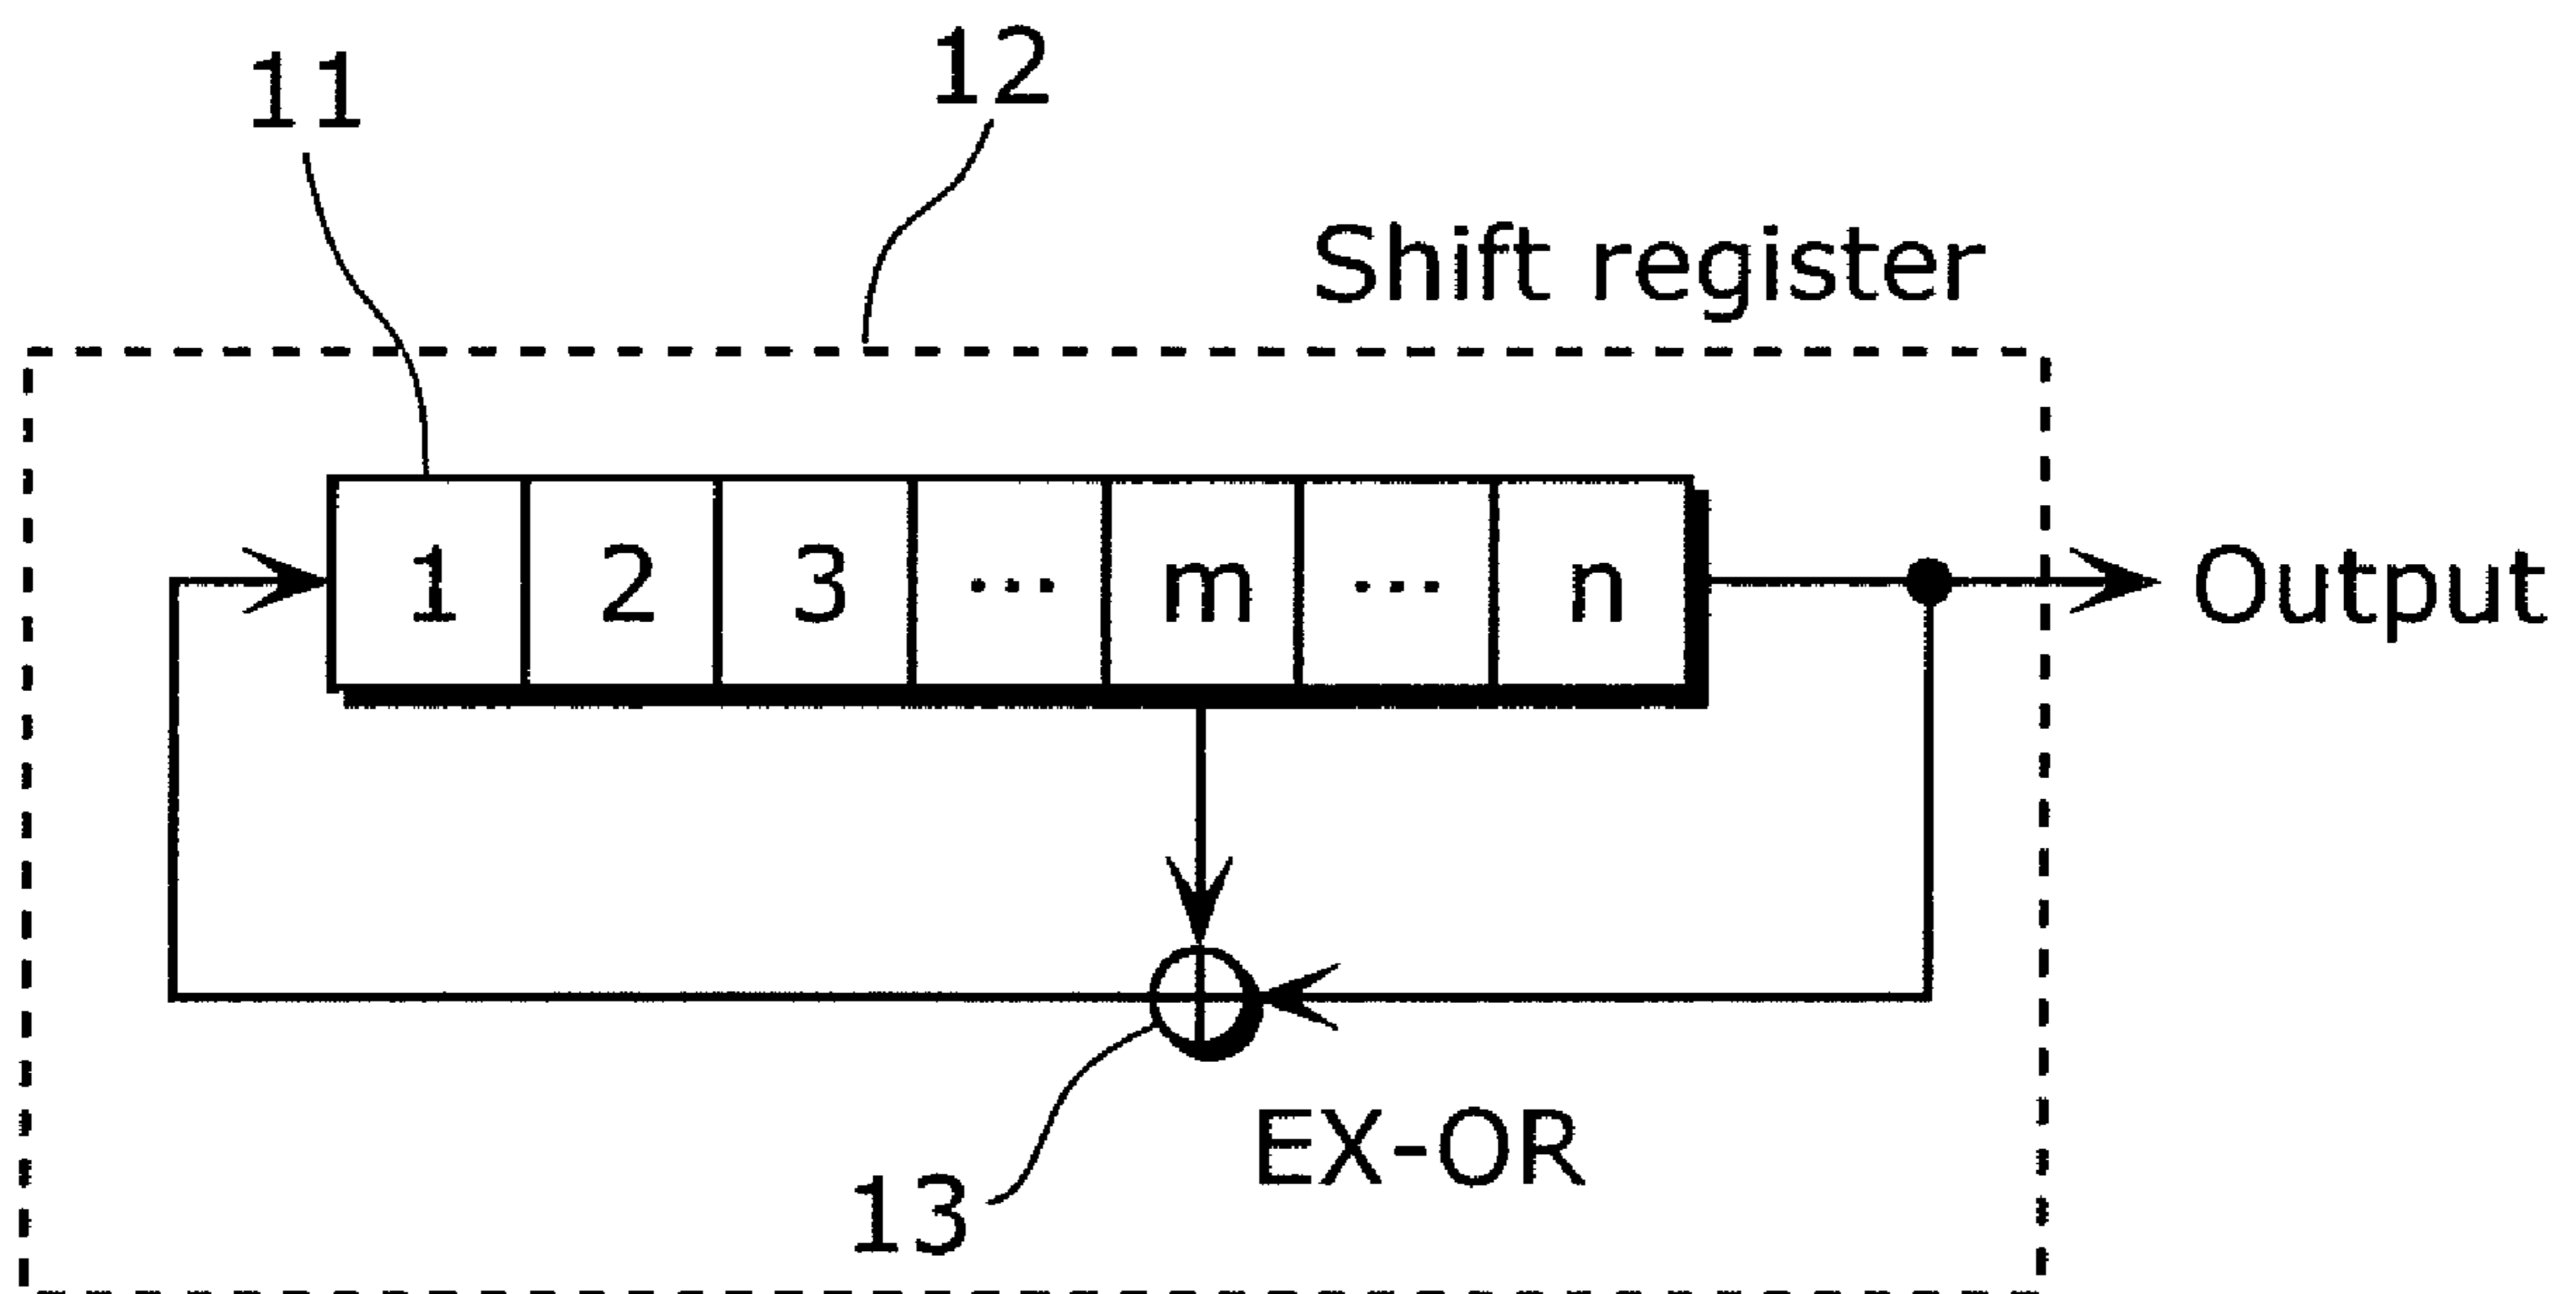 11
12
Shift register
1 2 3 ... m ... n
Output
EX-OR
13